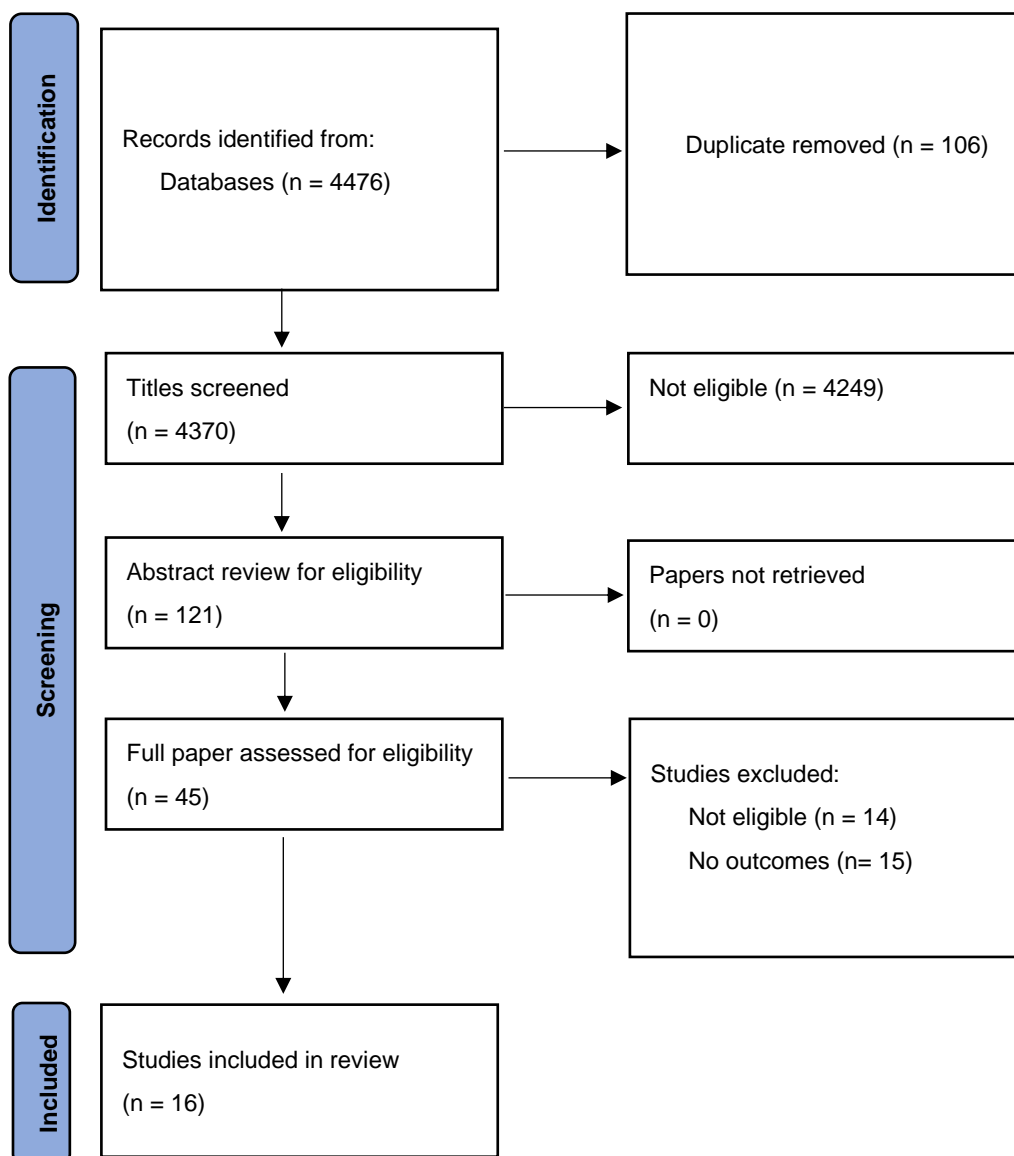 Identification
Records identified from:
Databases (n = 4476)
Duplicate removed (n = 106)
Screening
Titles screened
(n = 4370)
Not eligible (n = 4249)
Abstract review for eligibility
(n = 121)
Papers not retrieved
(n = 0)
Full paper assessed for eligibility
(n = 45)
Studies excluded:
Not eligible (n = 14)
No outcomes (n= 15)
Included
Studies included in review
(n = 16)